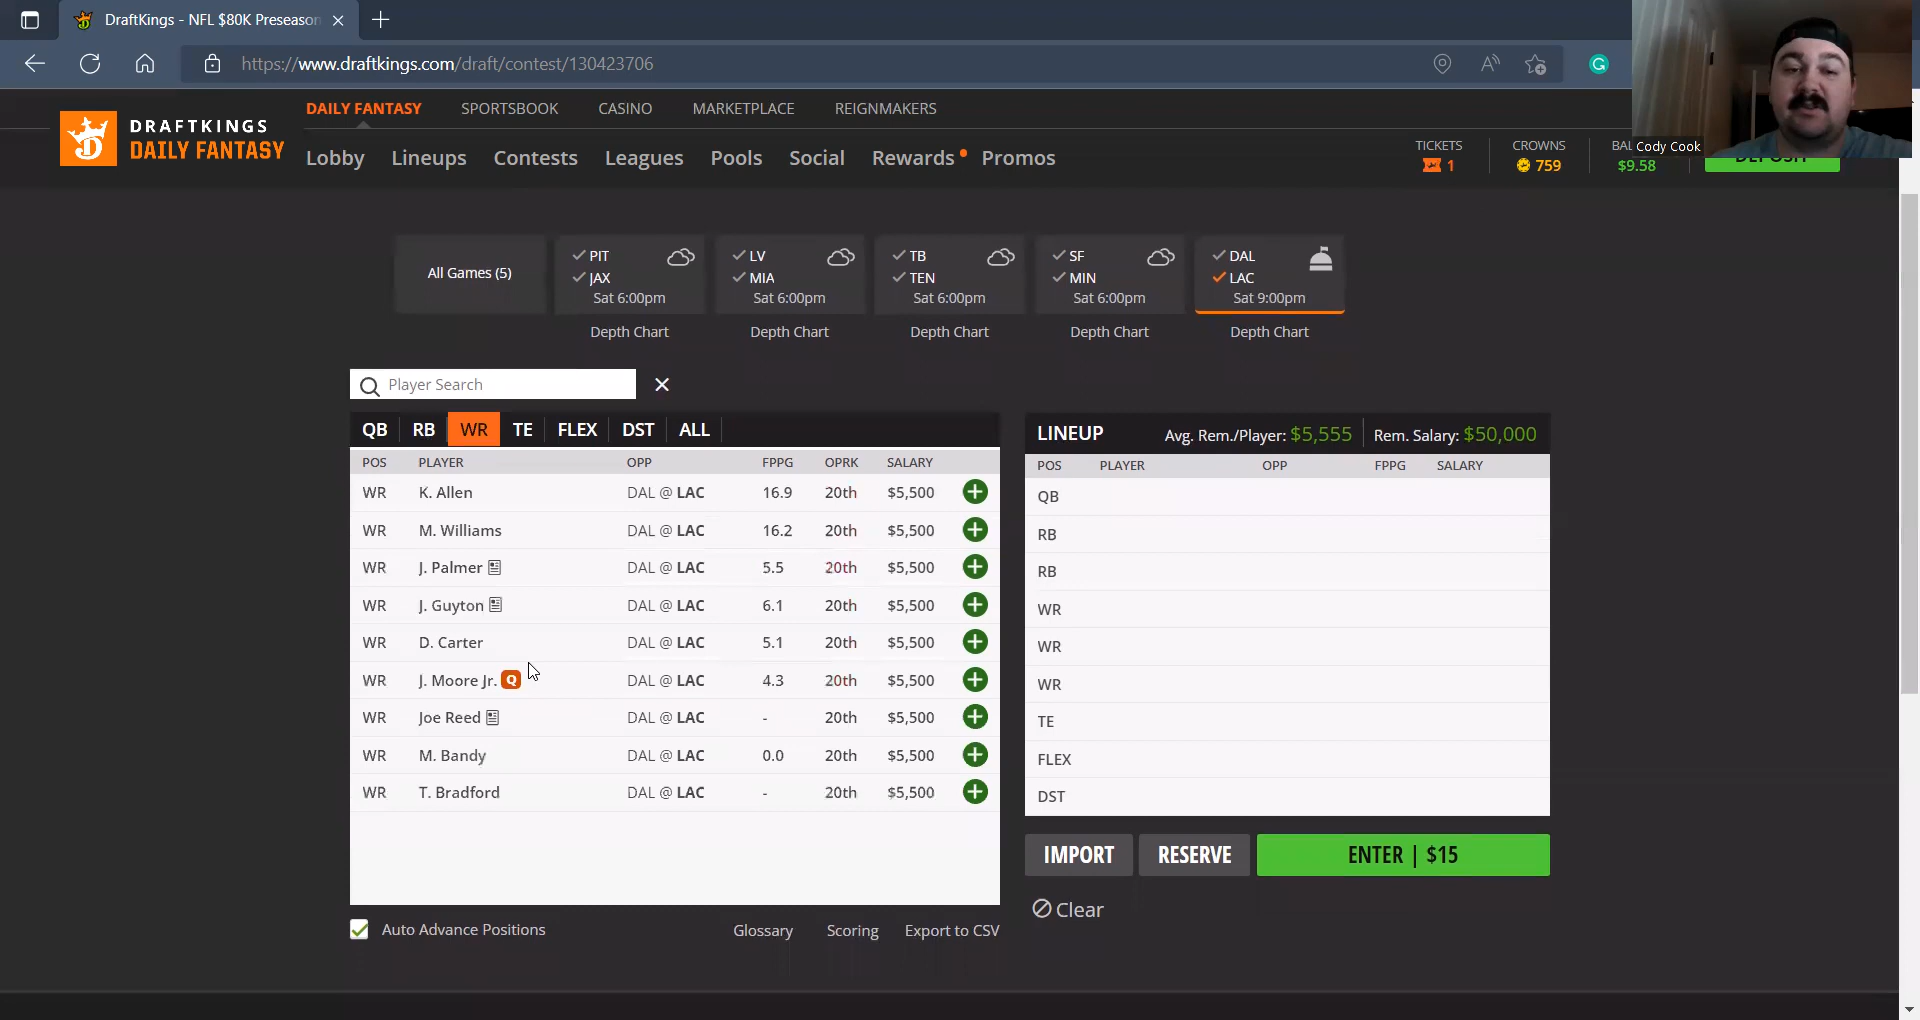 DraftKings - NFL $80K Preseason
https://www.draftkings.com/draft/contest/130423706
Cody Cook
DRAFTKINGS
DAILY FANTASY
DAILY FANTASY SPORTSBOOK CASINO MARKETPLACE REIGNMAKERS
Lobby Lineups Contests Leagues Pools Social Rewards Promos
TICKETS 1
CROWNS 759
$9.58
DEPOSIT
All Games (5)
PIT
JAX
Sat 6:00pm
Depth Chart
LV
MIA
Sat 6:00pm
Depth Chart
TB
TEN
Sat 6:00pm
Depth Chart
SF
MIN
Sat 6:00pm
Depth Chart
DAL
LAC
Sat 9:00pm
Depth Chart
Player Search
QB RB WR TE FLEX DST ALL
POS PLAYER OPP FPPG OPRK SALARY
WR K. Allen DAL @ LAC 16.9 20th $5,500
WR M. Williams DAL @ LAC 16.2 20th $5,500
WR J. Palmer DAL @ LAC 5.5 20th $5,500
WR J. Guyton DAL @ LAC 6.1 20th $5,500
WR D. Carter DAL @ LAC 5.1 20th $5,500
WR J. Moore Jr. Q DAL @ LAC 4.3 20th $5,500
WR Joe Reed DAL @ LAC - 20th $5,500
WR M. Bandy DAL @ LAC 0.0 20th $5,500
WR T. Bradford DAL @ LAC - 20th $5,500
Auto Advance Positions Glossary Scoring Export to CSV
LINEUP Avg. Rem./Player: $5,555 Rem. Salary: $50,000
POS PLAYER OPP FPPG SALARY
QB
RB
RB
WR
WR
WR
TE
FLEX
DST
IMPORT RESERVE ENTER | $15
Clear